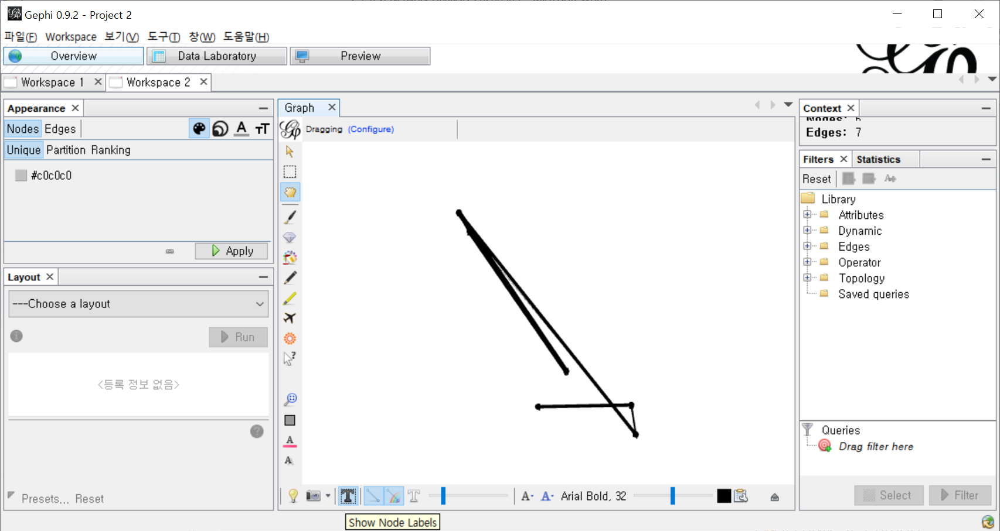 Gephi 0.9.2 - Project 2
파일(F) Workspace 보기(V) 도구(T) 창(W) 도움말(H)
Overview Data Laboratory Preview
Workspace 1 Workspace 2
Appearance
Nodes Edges
Unique Partition Ranking
#c0c0c0
Apply
Layout
---Choose a layout
Run
<등록 정보 없음>
Presets... Reset
Graph
Dragging (Configure)
Arial Bold, 32
Show Node Labels
Context
Nodes:
Edges: 7
Filters Statistics
Reset
Library
Attributes
Dynamic
Edges
Operator
Topology
Saved queries
Queries
Drag filter here
Select Filter